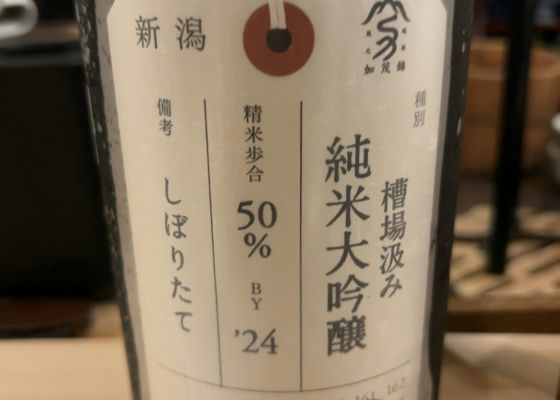 新潟
加茂錦
種別
槽場汲み
純米大吟醸
精米歩合
50%
BY
'24
備考
しぼりたて